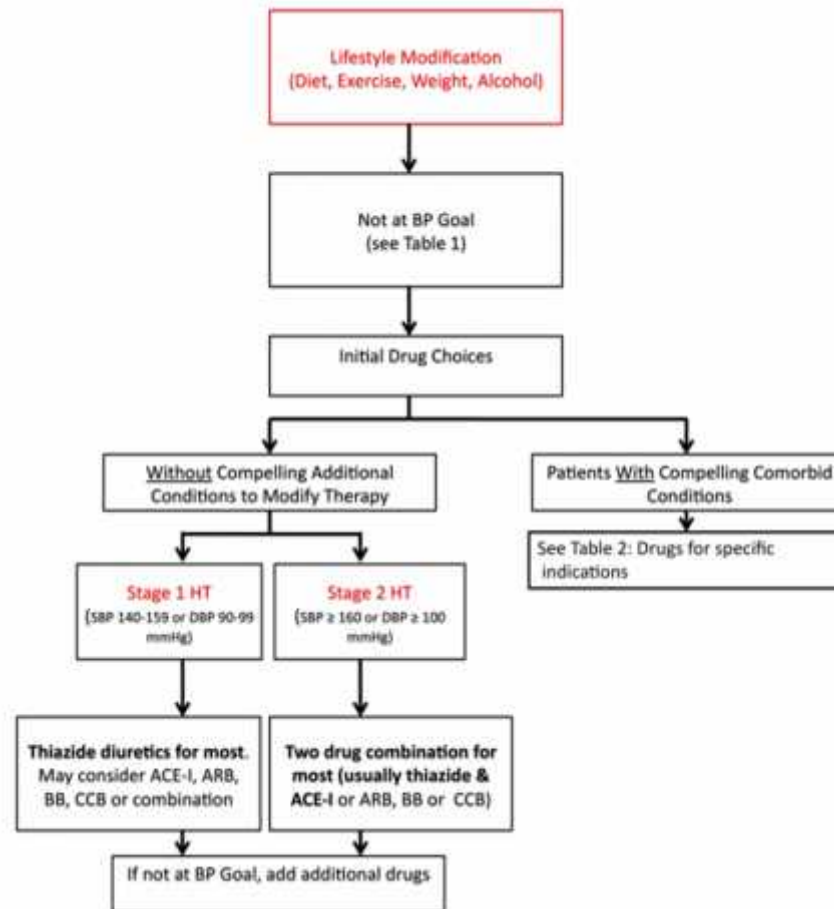 Lifestyle Modification
(Diet, Exercise, Weight, Alcohol)
Not at BP Goal
(see Table 1)
Initial Drug Choices
Without Compelling Additional
Conditions to Modify Therapy
Patients With Compelling Comorbid
Conditions
See Table 2: Drugs for specific
indications
Stage 1 HT
(SBP 140-159 or DBP 90-99
mmHg)
Stage 2 HT
(SBP ≥ 160 or DBP ≥ 100
mmHg)
Thiazide diuretics for most.
May consider ACE-I, ARB,
BB, CCB or combination
Two drug combination for
most (usually thiazide &
ACE-I or ARB, BB or CCB)
If not at BP Goal, add additional drugs